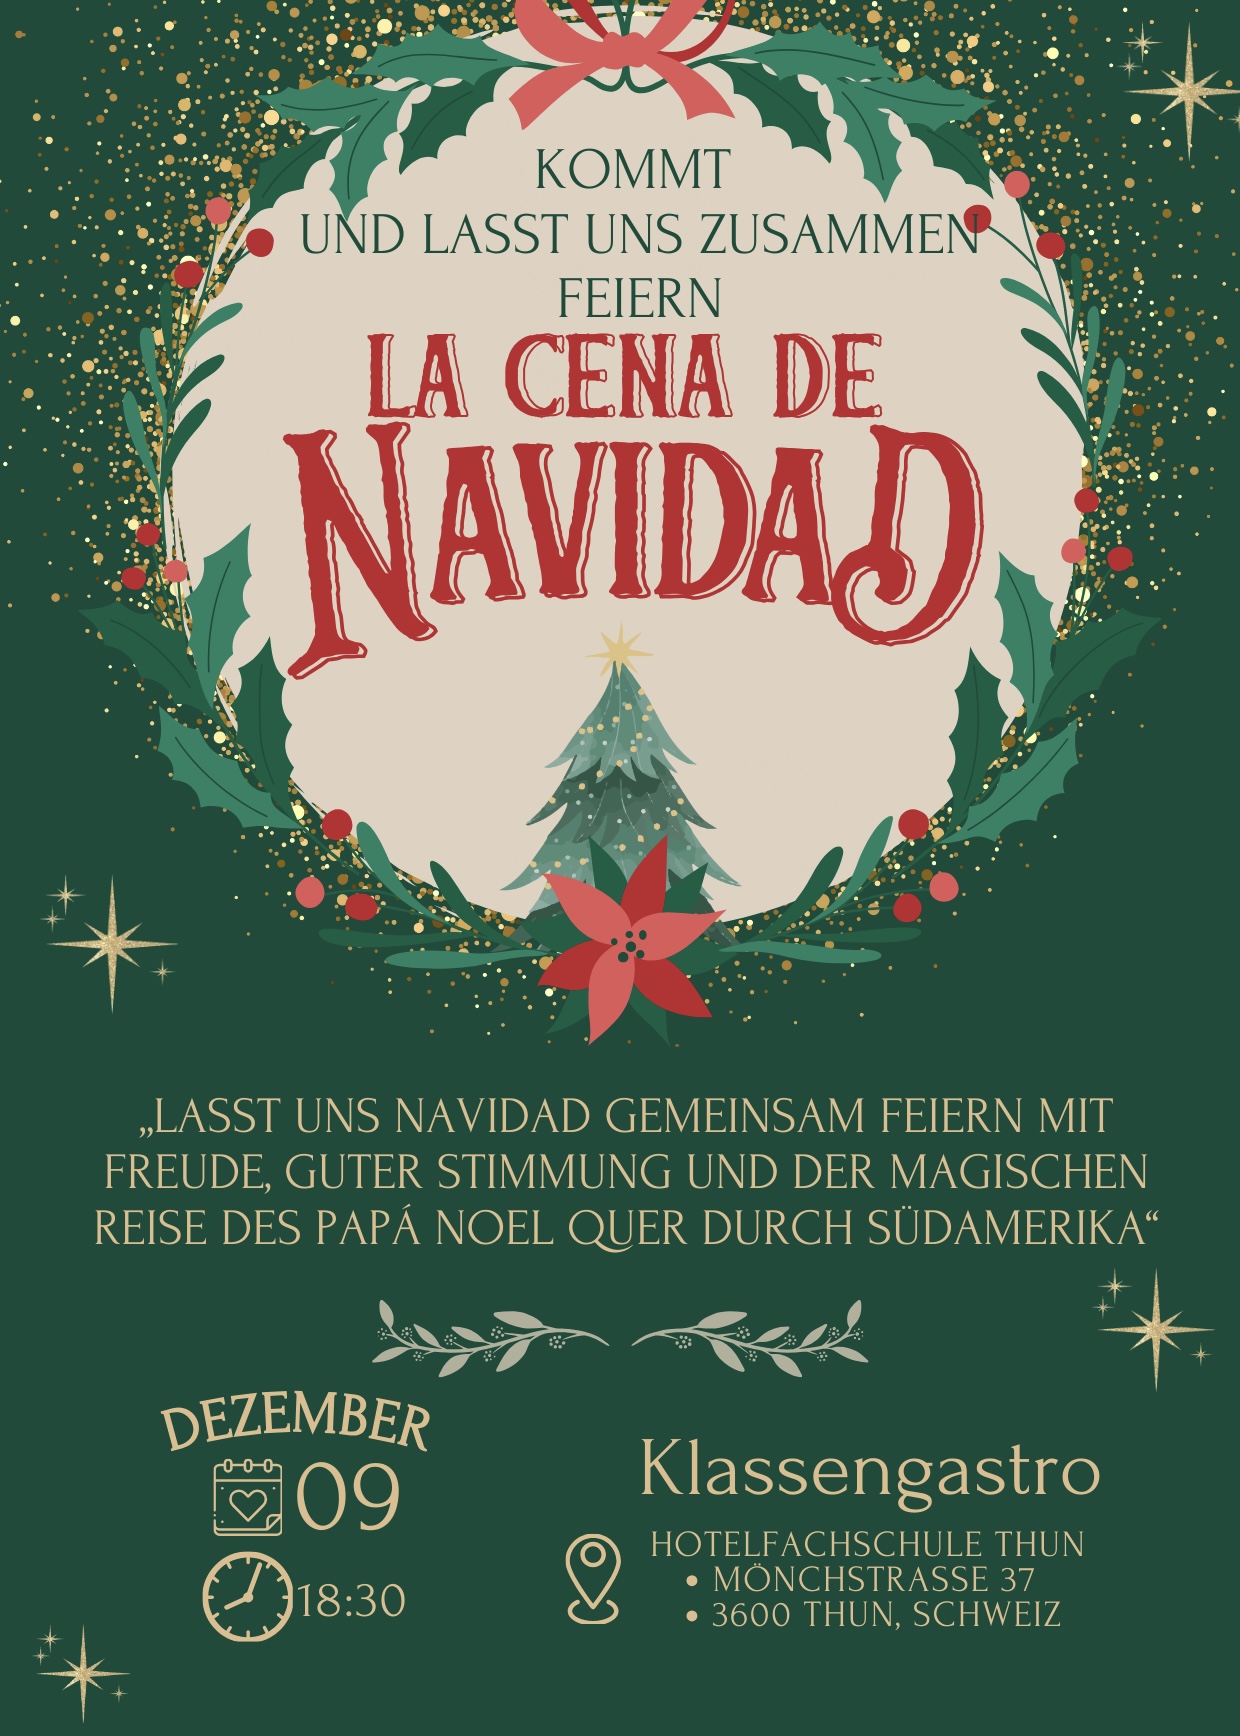 KOMMT
UND LASST UNS ZUSAMMEN
FEIERN
LA CENA DE
NAVIDAD
„LASST UNS NAVIDAD GEMEINSAM FEIERN MIT
FREUDE, GUTER STIMMUNG UND DER MAGISCHEN
REISE DES PAPÁ NOEL QUER DURCH SÜDAMERIKA“
DEZEMBER
09
18:30
Klassengastro
HOTELFACHSCHULE THUN
• MÖNCHSTRASSE 37
• 3600 THUN, SCHWEIZ